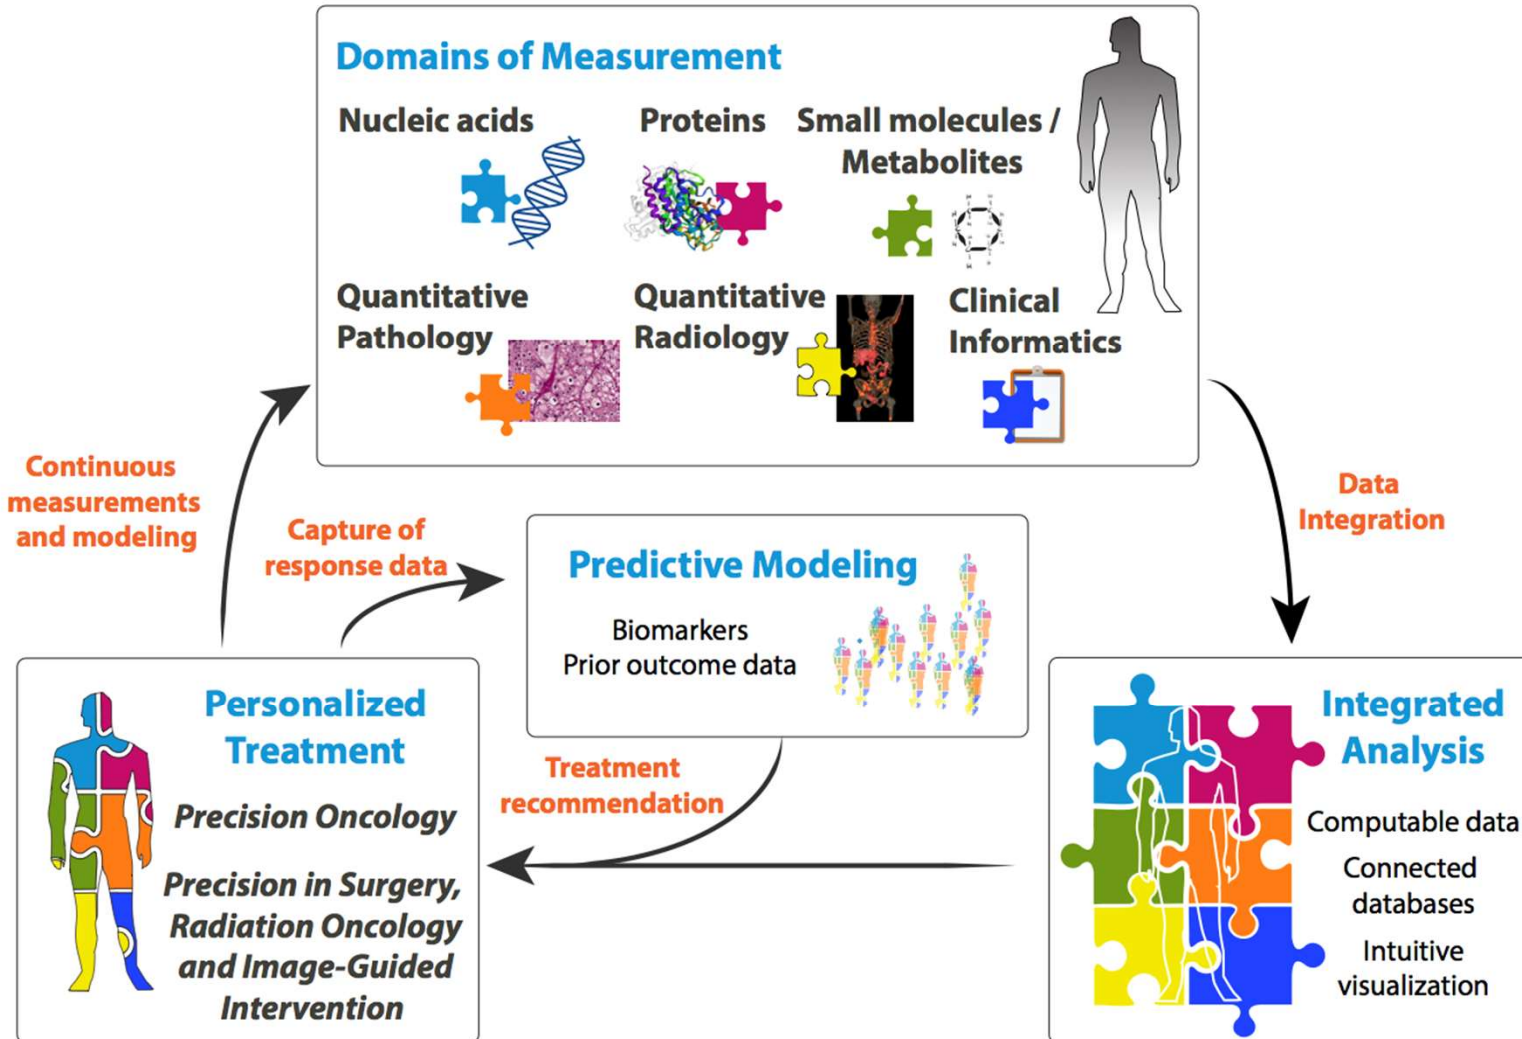 Domains of Measurement
Nucleic acids
Proteins
Small molecules /
Metabolites
Quantitative
Pathology
Quantitative
Radiology
Clinical
Informatics
Continuous
measurements
and modeling
Capture of
response data
Data
Integration
Predictive Modeling
Biomarkers
Prior outcome data
Treatment
recommendation
Personalized
Treatment
Precision Oncology
Precision in Surgery,
Radiation Oncology
and Image-Guided
Intervention
Integrated
Analysis
Computable data
Connected
databases
Intuitive
visualization